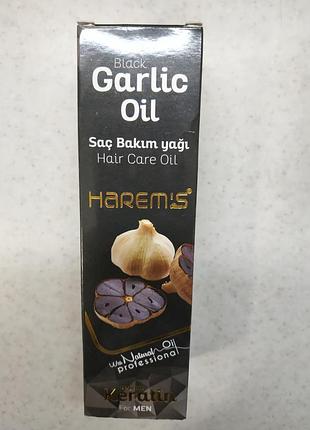 Black
Garlic
Oil
Saç Bakım yağı
Hair Care Oil
HAREM'S
With Natural Oil
professional
Keratin
For MEN